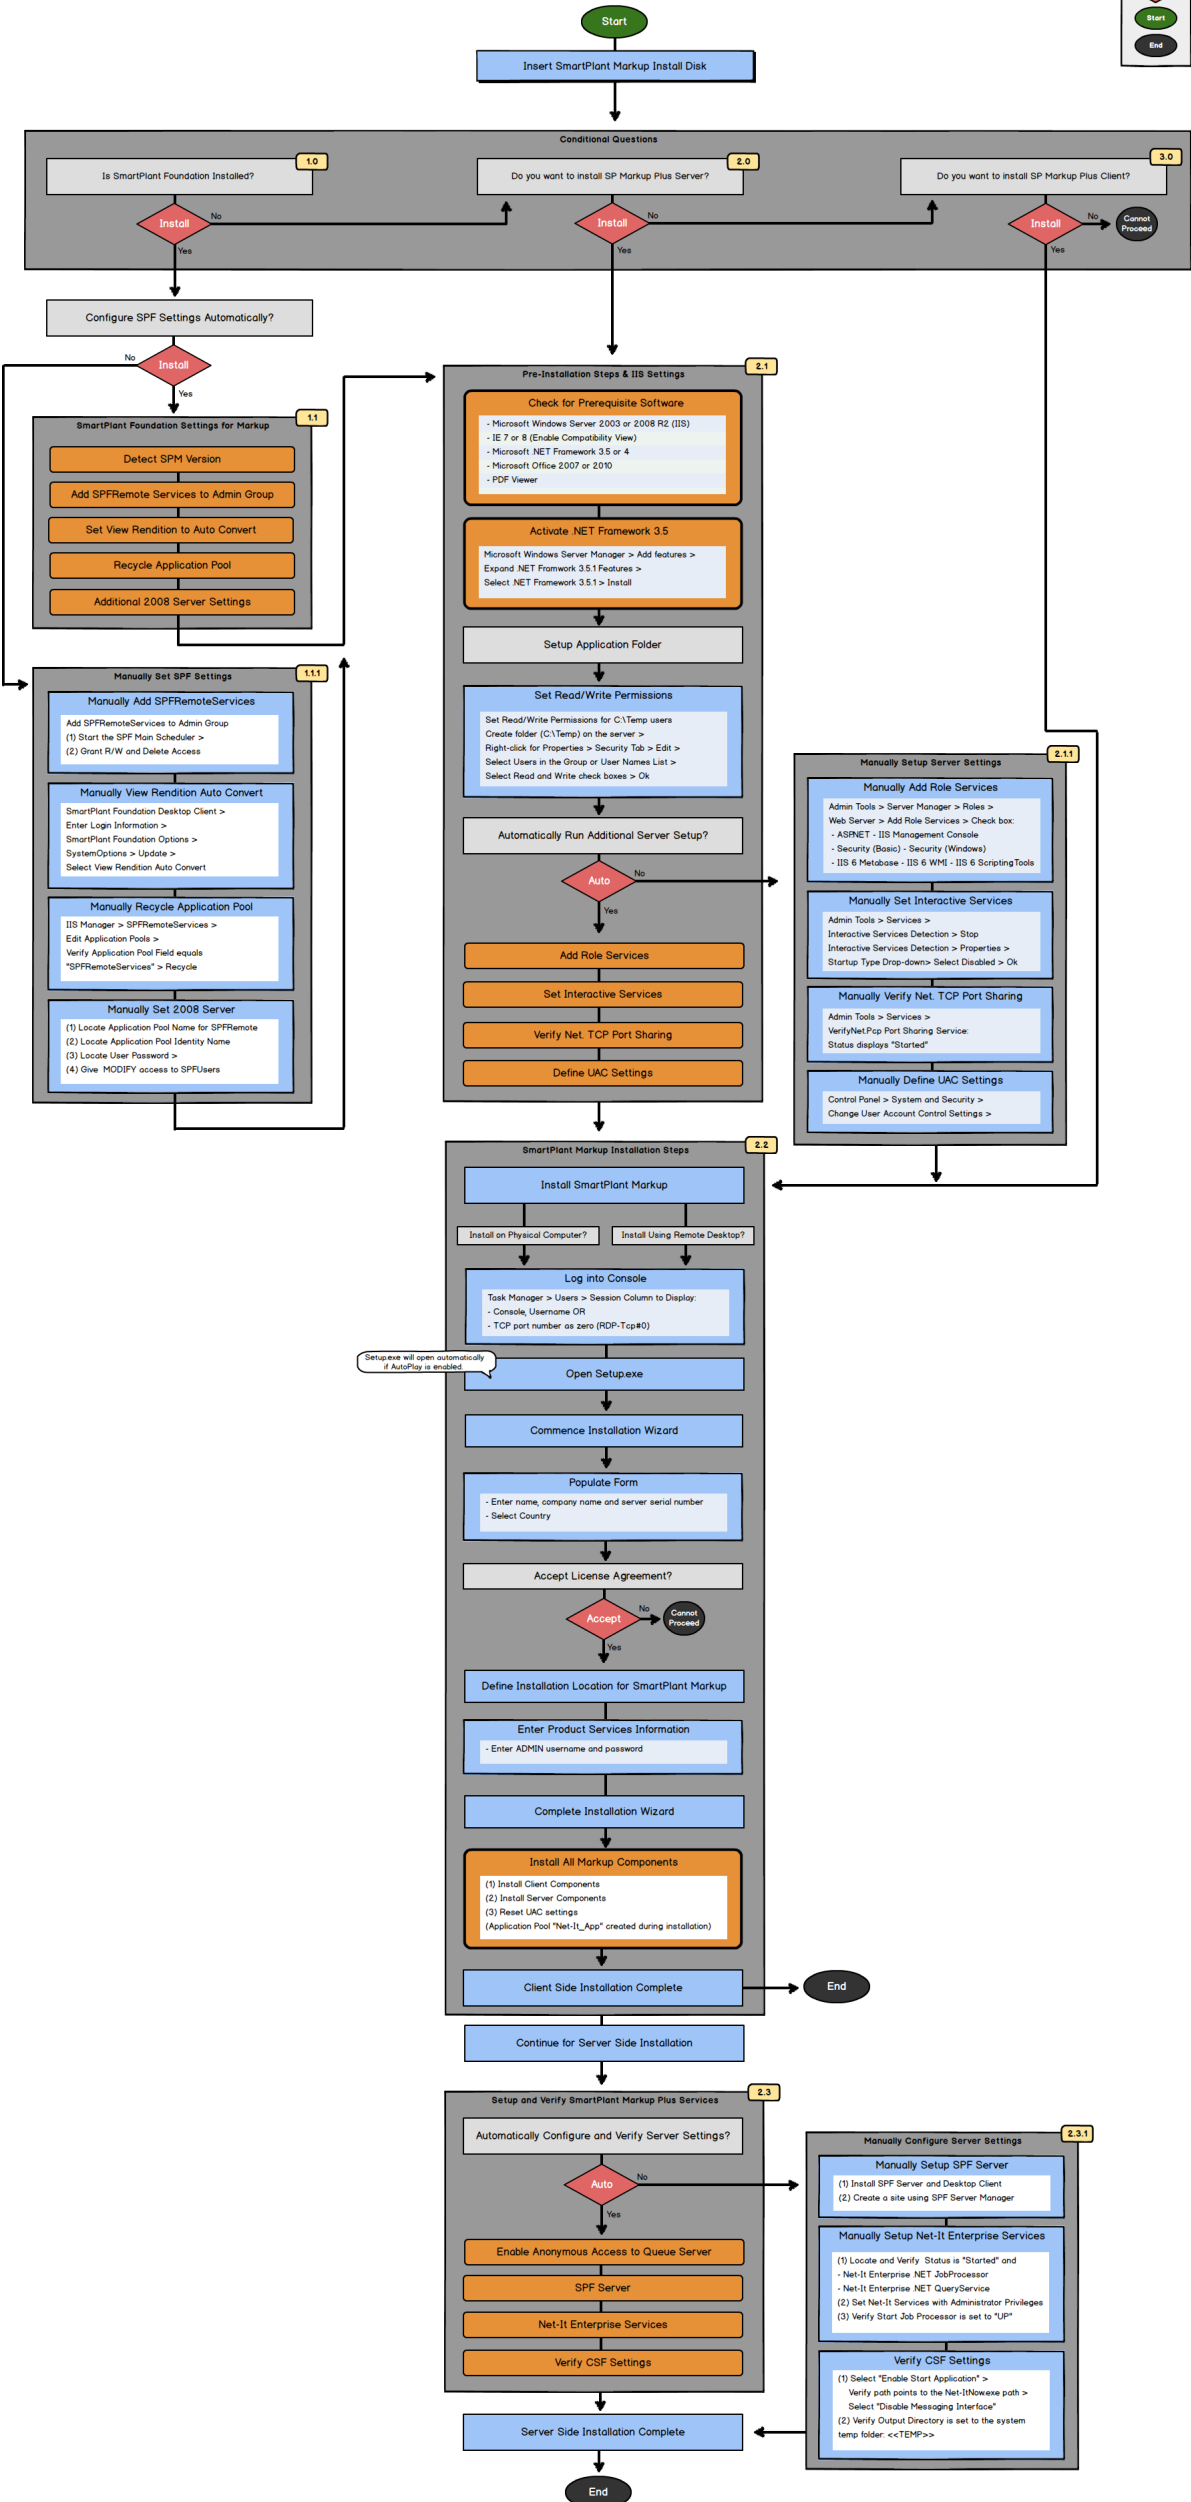 Start
Start
End
Insert SmartPlant Markup Install Disk
Conditional Questions
1.0
Is SmartPlant Foundation Installed?
Install
No
Yes
2.0
Do you want to install SP Markup Plus Server?
Install
No
Yes
3.0
Do you want to install SP Markup Plus Client?
Install
No
Cannot
Proceed
Yes
Configure SPF Settings Automatically?
No
Install
Yes
1.1
SmartPlant Foundation Settings for Markup
Detect SPM Version
Add SPFRemote Services to Admin Group
Set View Rendition to Auto Convert
Recycle Application Pool
Additional 2008 Server Settings
1.1.1
Manually Set SPF Settings
Manually Add SPFRemoteServices
Add SPFRemoteServices to Admin Group
(1) Start the SPF Main Scheduler >
(2) Grant R/W and Delete Access
Manually View Rendition Auto Convert
SmartPlant Foundation Desktop Client >
Enter Login Information >
SmartPlant Foundation Options >
SystemOptions > Update >
Select View Rendition Auto Convert
Manually Recycle Application Pool
IIS Manager > SPFRemoteServices >
Edit Application Pools >
Verify Application Pool Field equals
"SPFRemoteServices" > Recycle
Manually Set 2008 Server
(1) Locate Application Pool Name for SPFRemote
(2) Locate Application Pool Identity Name
(3) Locate User Password >
(4) Give MODIFY access to SPFUsers
2.1
Pre-Installation Steps & IIS Settings
Check for Prerequisite Software
- Microsoft Windows Server 2003 or 2008 R2 (IIS)
- IE 7 or 8 (Enable Compatibility View)
- Microsoft .NET Framework 3.5 or 4
- Microsoft Office 2007 or 2010
- PDF Viewer
Activate .NET Framework 3.5
Microsoft Windows Server Manager > Add features >
Expand .NET Framwork 3.5.1 Features >
Select .NET Framework 3.5.1 > Install
Setup Application Folder
Set Read/Write Permissions
Set Read/Write Permissions for C:\Temp users
Create folder (C:\Temp) on the server >
Right-click for Properties > Security Tab > Edit >
Select Users in the Group or User Names List >
Select Read and Write check boxes > Ok
Automatically Run Additional Server Setup?
Auto
No
Yes
Add Role Services
Set Interactive Services
Verify Net. TCP Port Sharing
Define UAC Settings
2.1.1
Manually Setup Server Settings
Manually Add Role Services
Admin Tools > Server Manager > Roles >
Web Server > Add Role Services > Check box:
- ASP.NET - IIS Management Console
- Security (Basic) - Security (Windows)
- IIS 6 Metabase - IIS 6 WMI - IIS 6 ScriptingTools
Manually Set Interactive Services
Admin Tools > Services >
Interactive Services Detection > Stop
Interactive Services Detection > Properties >
Startup Type Drop-down> Select Disabled > Ok
Manually Verify Net. TCP Port Sharing
Admin Tools > Services >
VerifyNet.Pcp Port Sharing Service:
Status displays "Started"
Manually Define UAC Settings
Control Panel > System and Security >
Change User Account Control Settings >
2.2
SmartPlant Markup Installation Steps
Install SmartPlant Markup
Install on Physical Computer?
Install Using Remote Desktop?
Log into Console
Task Manager > Users > Session Column to Display:
- Console, Username OR
- TCP port number as zero (RDP-Tcp#0)
Setup.exe will open automatically
if AutoPlay is enabled.
Open Setup.exe
Commence Installation Wizard
Populate Form
- Enter name, company name and server serial number
- Select Country
Accept License Agreement?
Accept
No
Cannot
Proceed
Yes
Define Installation Location for SmartPlant Markup
Enter Product Services Information
- Enter ADMIN username and password
Complete Installation Wizard
Install All Markup Components
(1) Install Client Components
(2) Install Server Components
(3) Reset UAC settings
(Application Pool "Net-It_App" created during installation)
Client Side Installation Complete
End
Continue for Server Side Installation
2.3
Setup and Verify SmartPlant Markup Plus Services
Automatically Configure and Verify Server Settings?
Auto
No
Yes
Enable Anonymous Access to Queue Server
SPF Server
Net-It Enterprise Services
Verify CSF Settings
2.3.1
Manually Configure Server Settings
Manually Setup SPF Server
(1) Install SPF Server and Desktop Client
(2) Create a site using SPF Server Manager
Manually Setup Net-It Enterprise Services
(1) Locate and Verify Status is "Started" and
- Net-It Enterprise .NET JobProcessor
- Net-It Enterprise .NET QueryService
(2) Set Net-It Services with Administrator Privileges
(3) Verify Start Job Processor is set to "UP"
Verify CSF Settings
(1) Select "Enable Start Application" >
Verify path points to the Net-ItNow.exe path >
Select "Disable Messaging Interface"
(2) Verify Output Directory is set to the system
temp folder: <<TEMP>>
Server Side Installation Complete
End